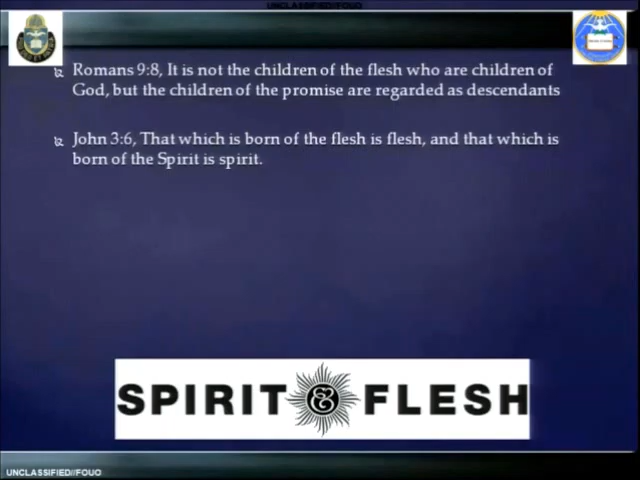 UNCLASSIFIED//FOUO
Romans 9:8, It is not the children of the flesh who are children of
God, but the children of the promise are regarded as descendants
John 3:6, That which is born of the flesh is flesh, and that which is
born of the Spirit is spirit.
SPIRIT & FLESH
UNCLASSIFIED//FOUO